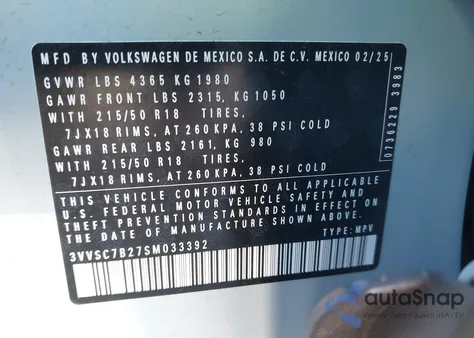 MFD BY VOLKSWAGEN DE MEXICO S.A. DE C.V. MEXICO 02/25
GVWR LBS 4365 KG 1980
GAWR FRONT LBS 2315, KG 1050
WITH 215/50 R18 TIRES,
7JX18 RIMS, AT 260 KPA, 38 PSI COLD
GAWR REAR LBS 2161, KG 980
WITH 215/50 R18 TIRES,
7JX18 RIMS, AT 260 KPA, 38 PSI COLD
THIS VEHICLE CONFORMS TO ALL APPLICABLE
U.S. FEDERAL MOTOR VEHICLE SAFETY AND
THEFT PREVENTION STANDARDS IN EFFECT ON
DATE OF MANUFACTURE SHOWN ABOVE.
3VVSC7B27SM033392 TYPE: MPV
0736229 3983
autoSnap